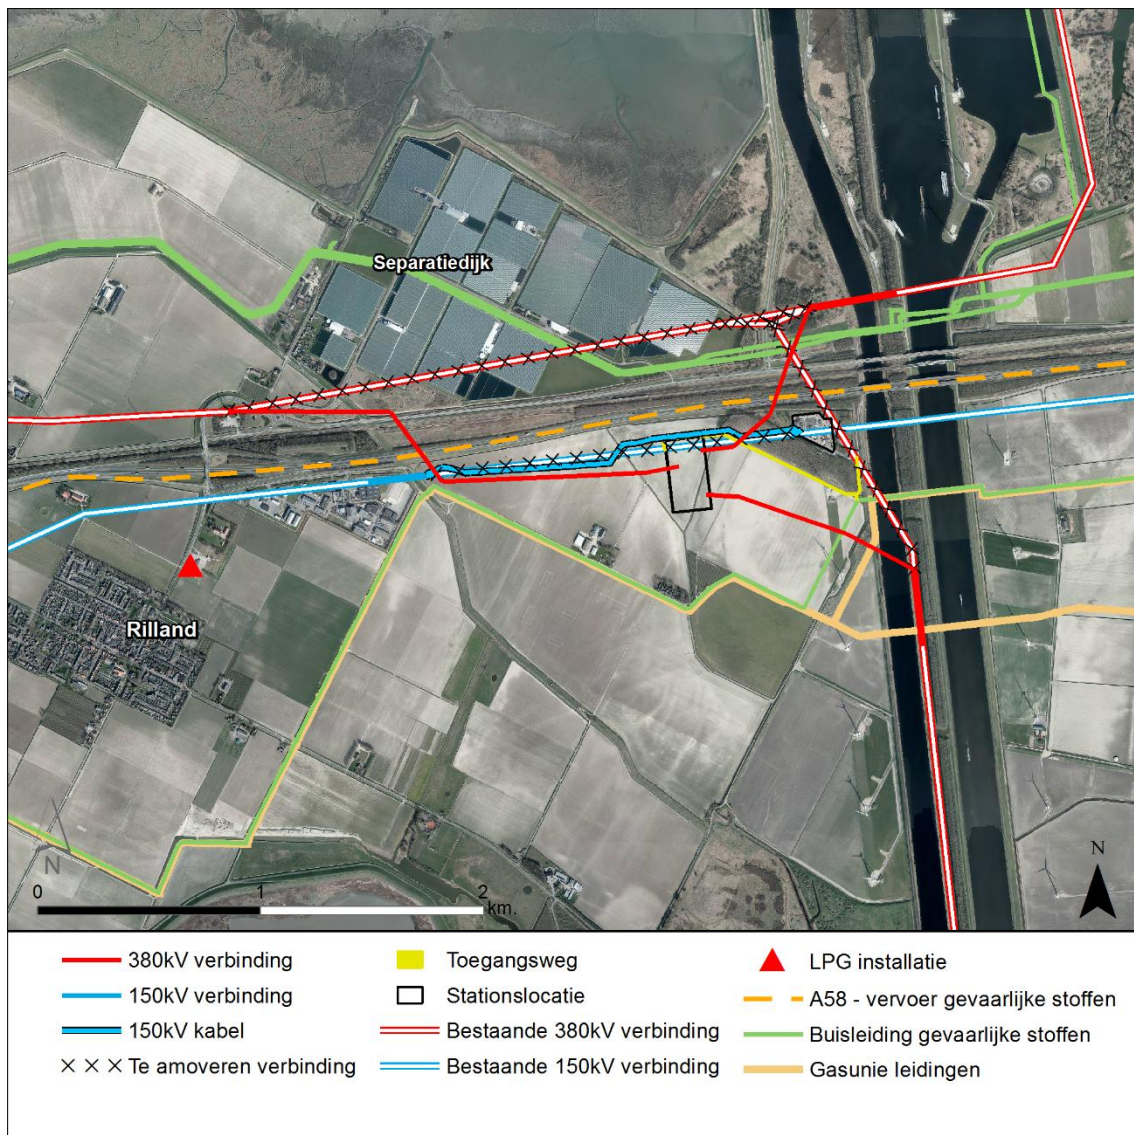 Separatiedijk
Rilland
N
0 1 2
km.
N
380kV verbinding
150kV verbinding
150kV kabel
Te amoveren verbinding
Toegangsweg
Stationslocatie
Bestaande 380kV verbinding
Bestaande 150kV verbinding
LPG installatie
A58 - vervoer gevaarlijke stoffen
Buisleiding gevaarlijke stoffen
Gasunie leidingen